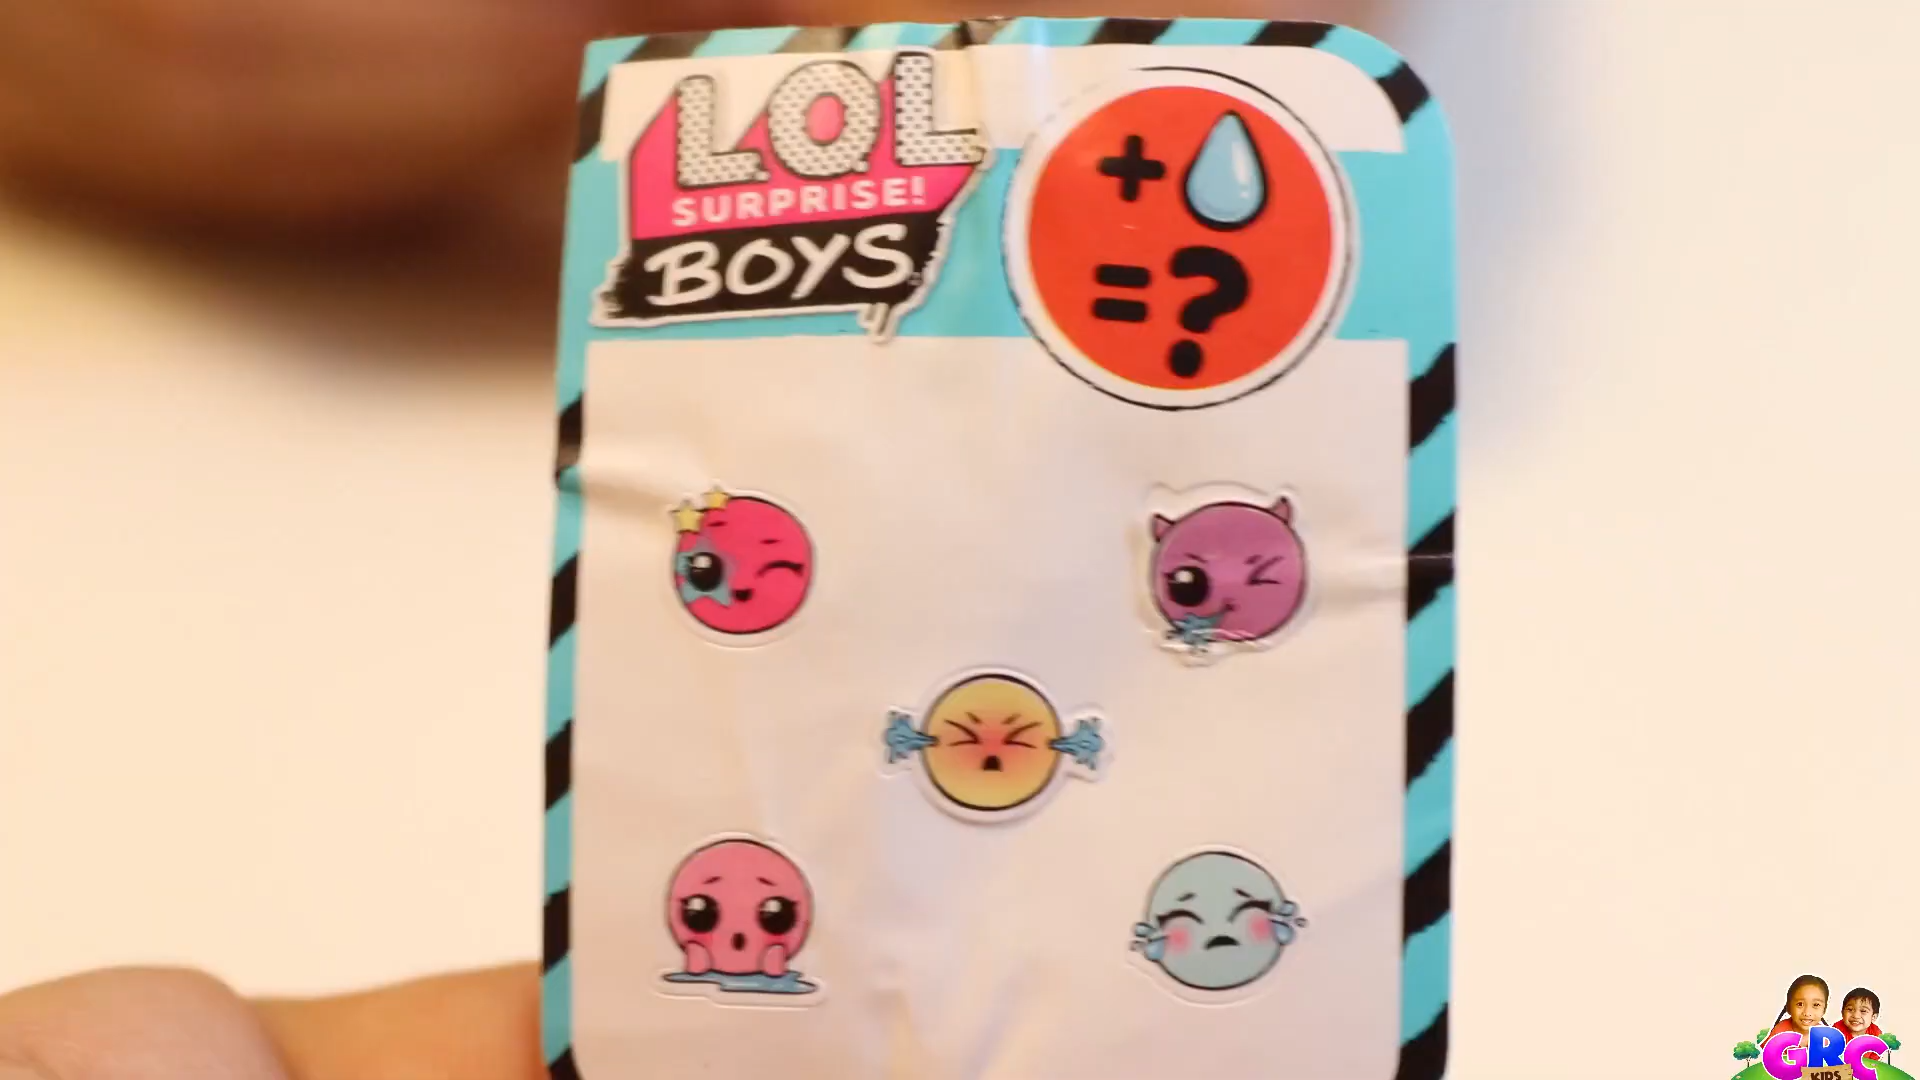 L.O.L.
SURPRISE!
BOYS
+
= ?
GRC
KIDS